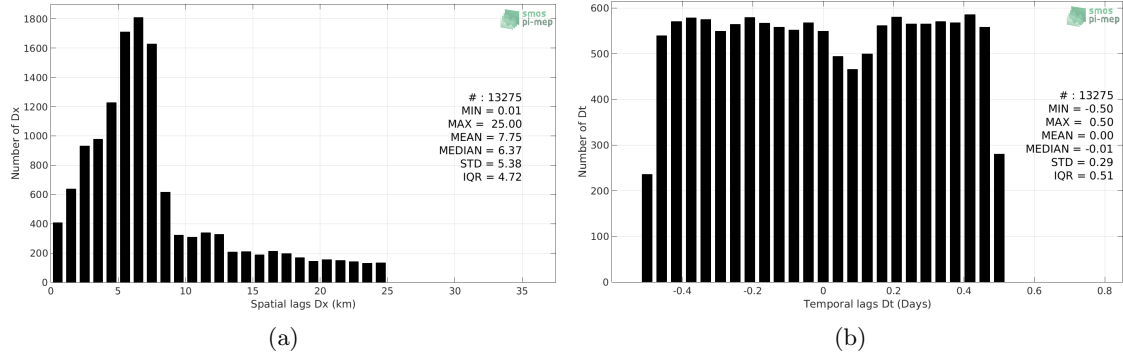 1800
1600
1400
1200
1000
800
600
400
200
0
Number of Dx
0 5 10 15 20 25 30 35
Spatial lags Dx (km)
smos
pi-mep
# : 13275
MIN = 0.01
MAX = 25.00
MEAN = 7.75
MEDIAN = 6.37
STD = 5.38
IQR = 4.72
(a)
600
500
400
300
200
100
0
Number of Dt
-0.4 -0.2 0 0.2 0.4 0.6 0.8
Temporal lags Dt (Days)
smos
pi-mep
# : 13275
MIN = -0.50
MAX = 0.50
MEAN = 0.00
MEDIAN = -0.01
STD = 0.29
IQR = 0.51
(b)